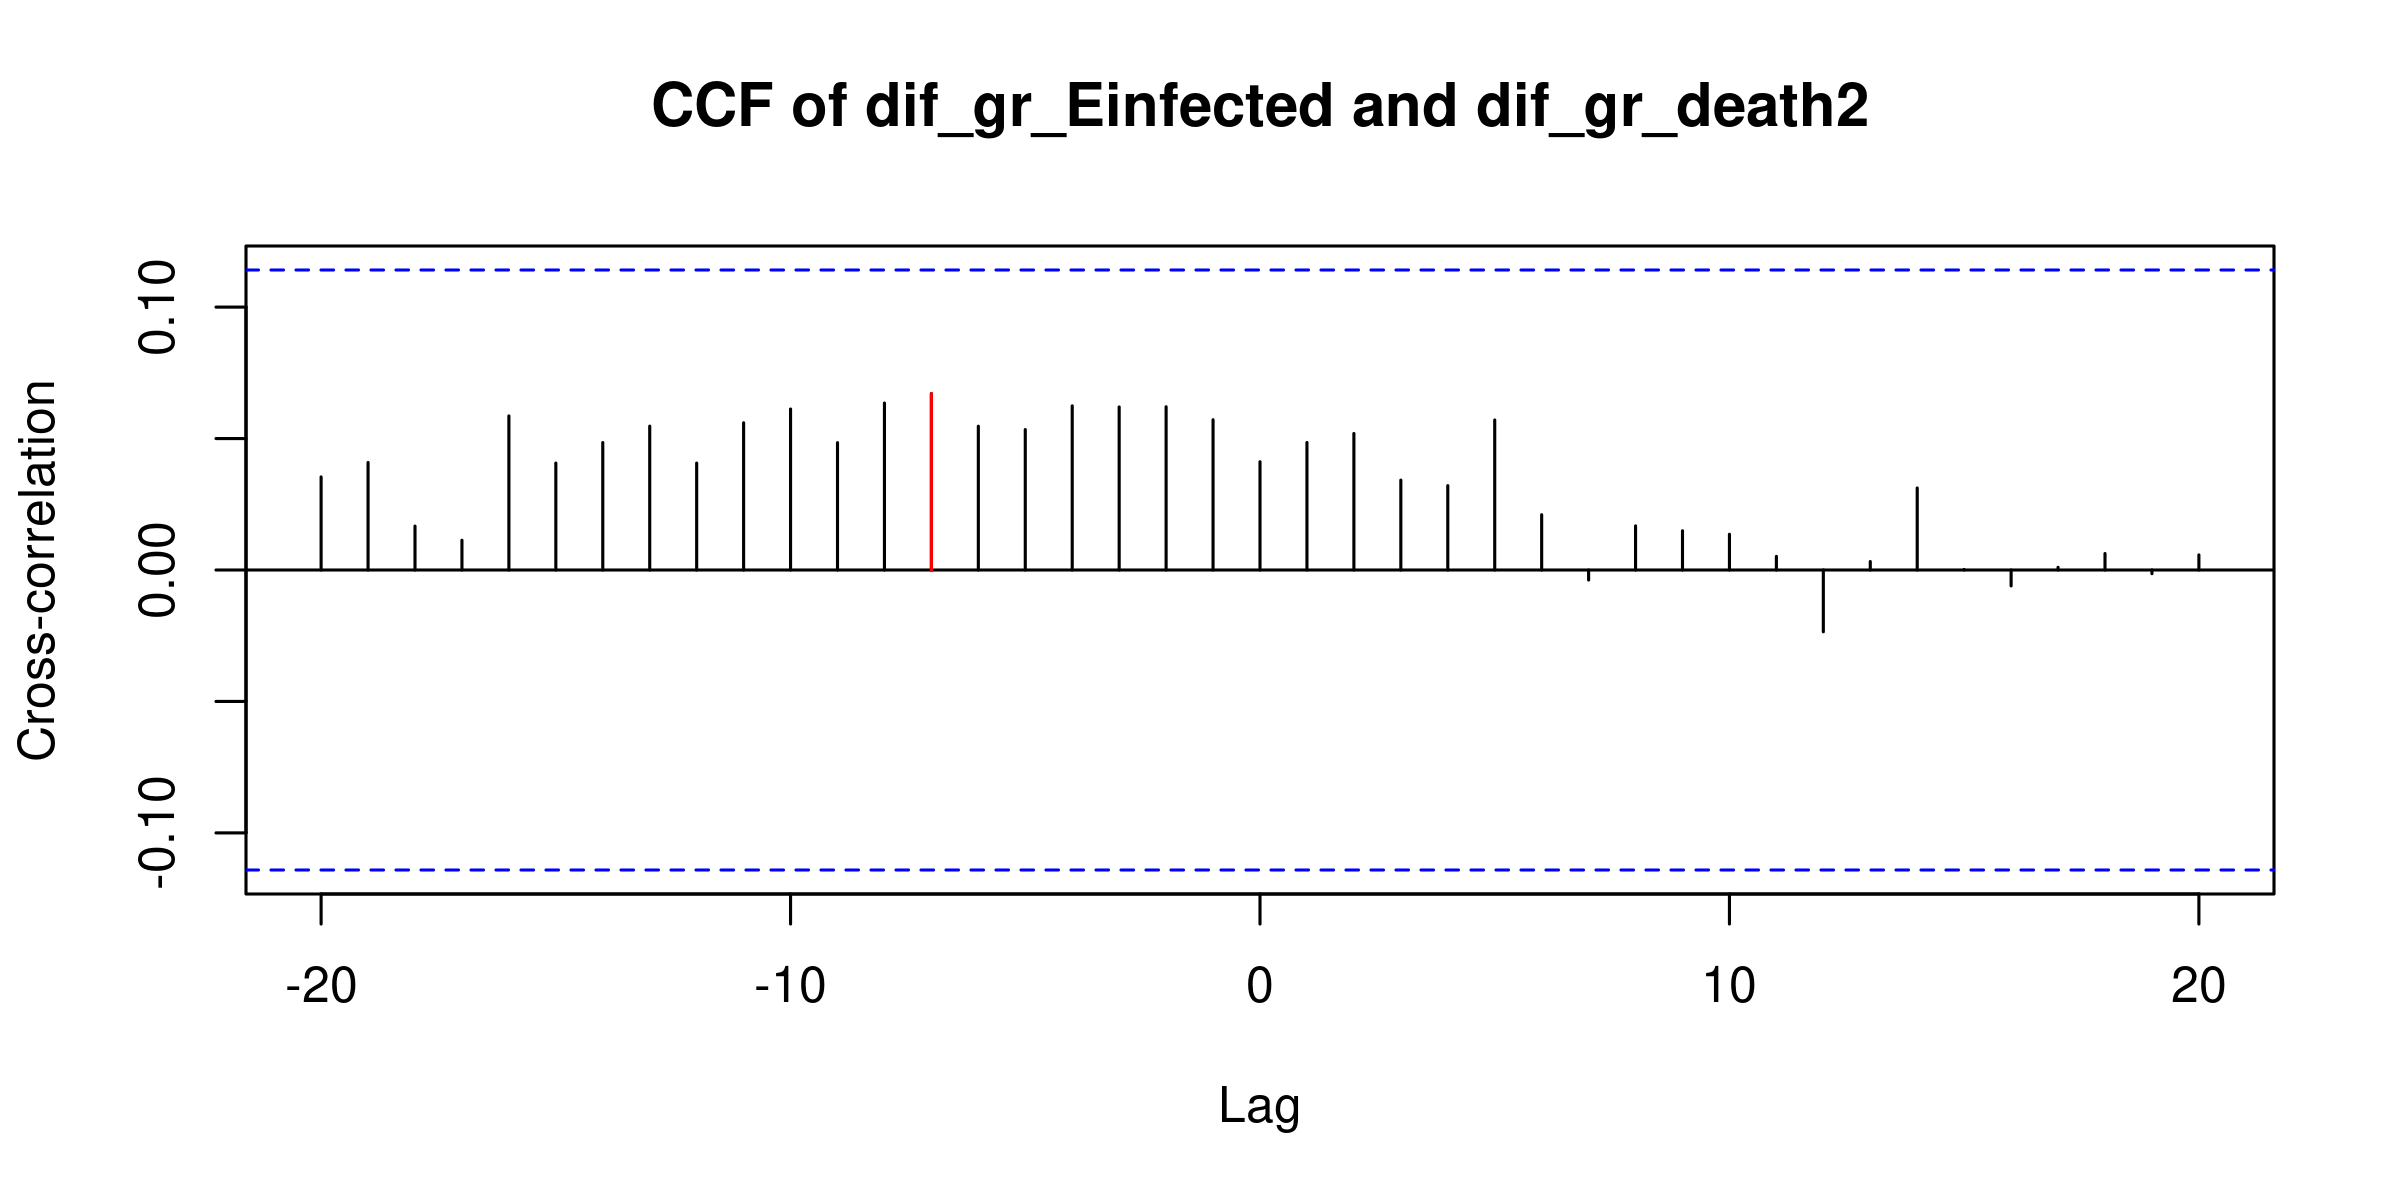 CCF of dif_gr_Einfected and dif_gr_death2
Cross-correlation
0.10
0.00
-0.10
-20 -10 0 10 20
Lag